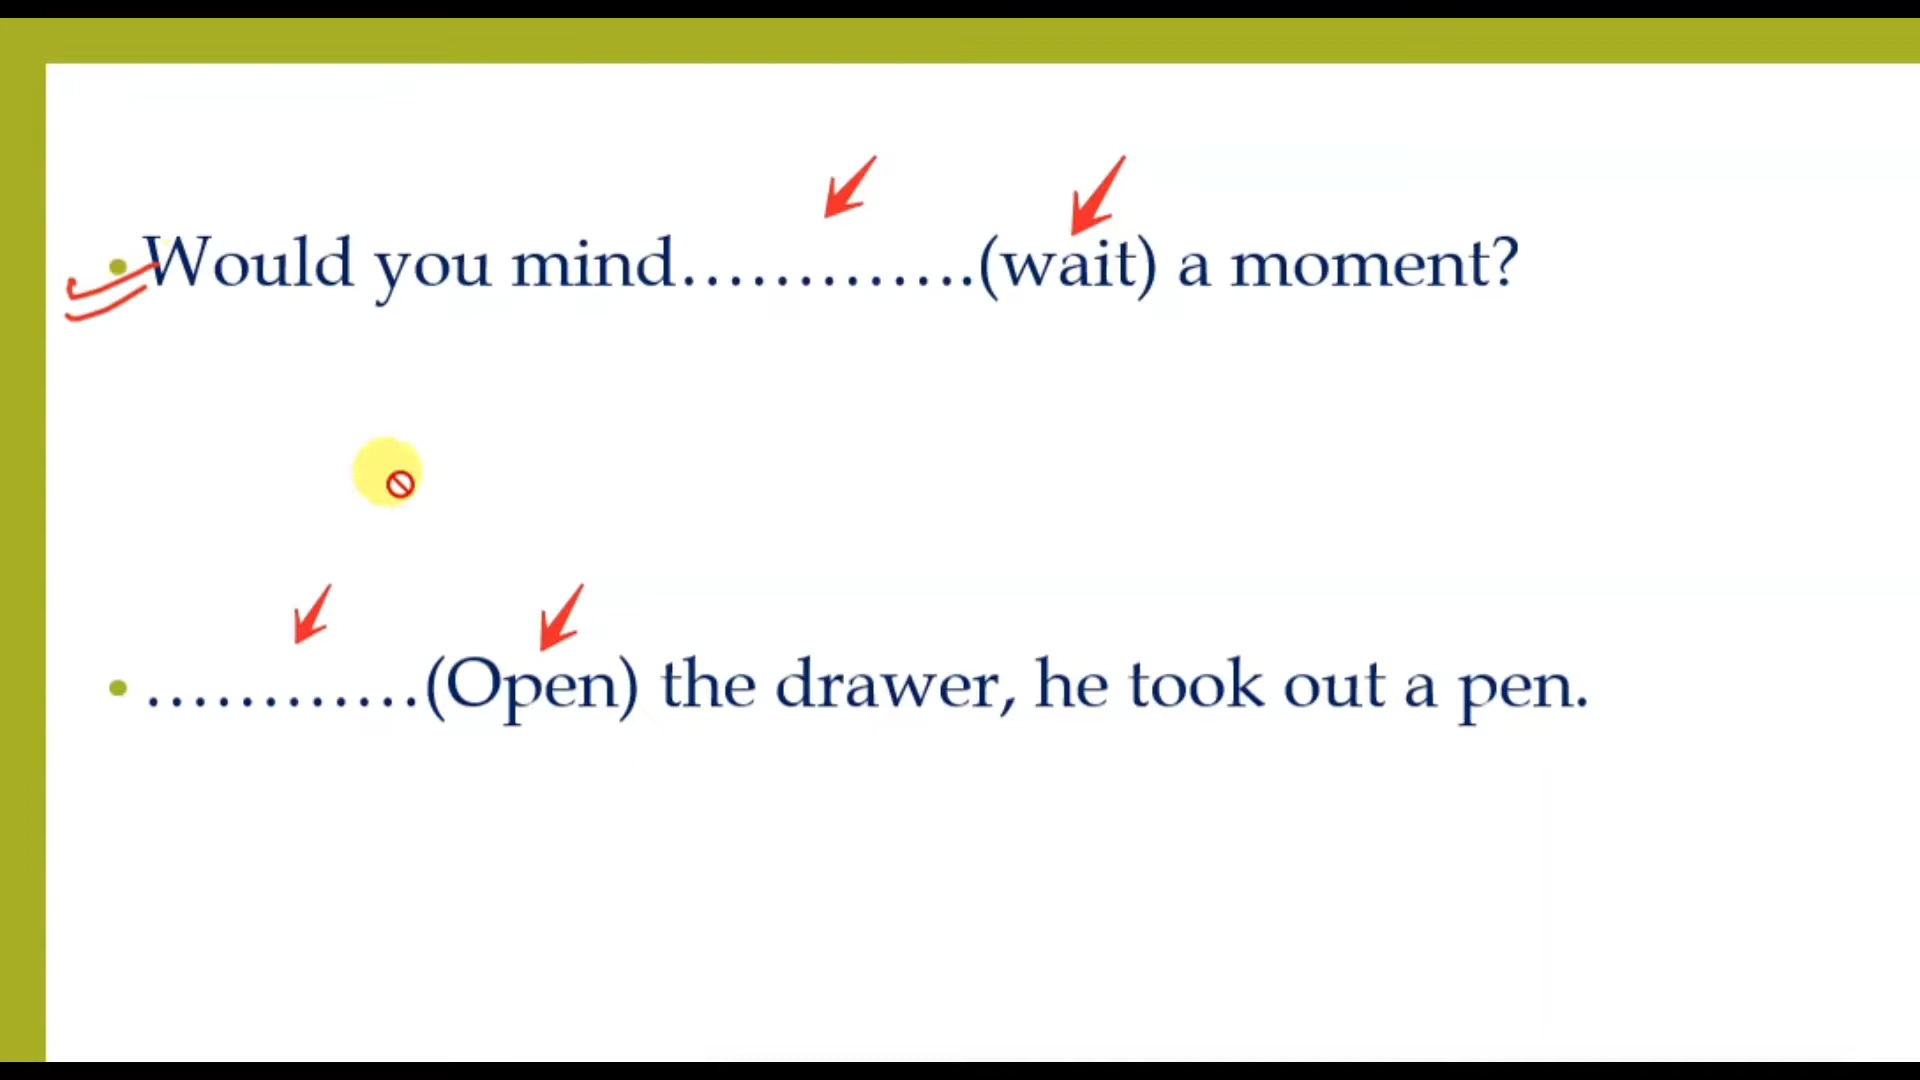 • Would you mind………….(wait) a moment?
• …………(Open) the drawer, he took out a pen.